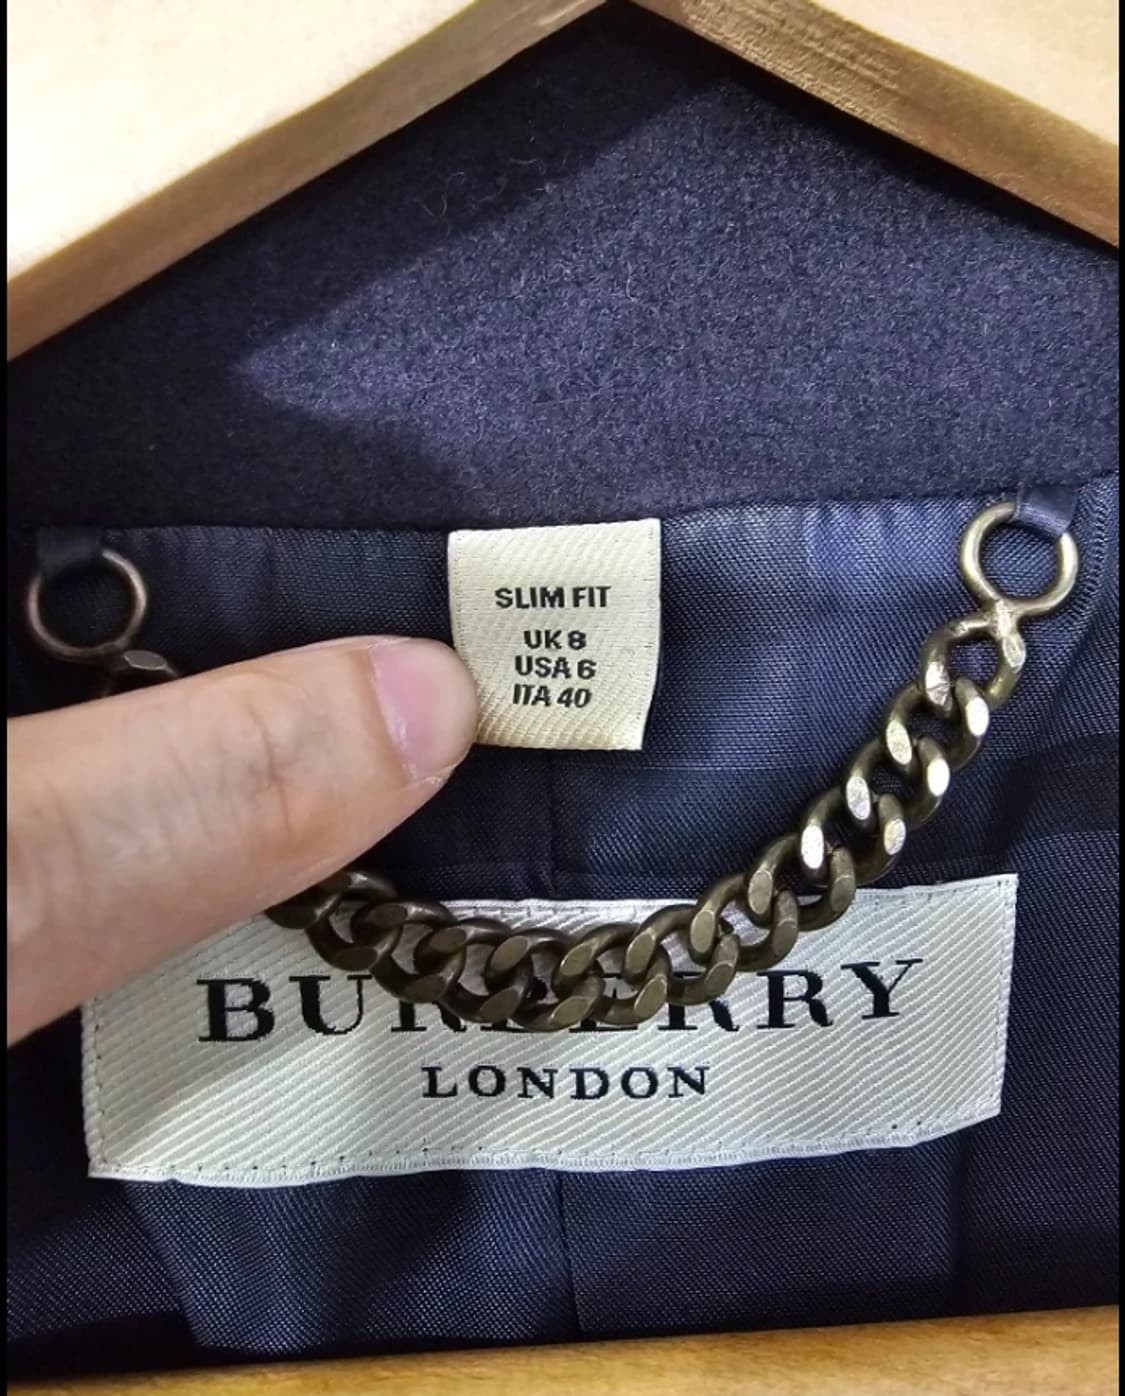 SLIM FIT
UK 8
USA 6
ITA 40
BURBERRY
LONDON